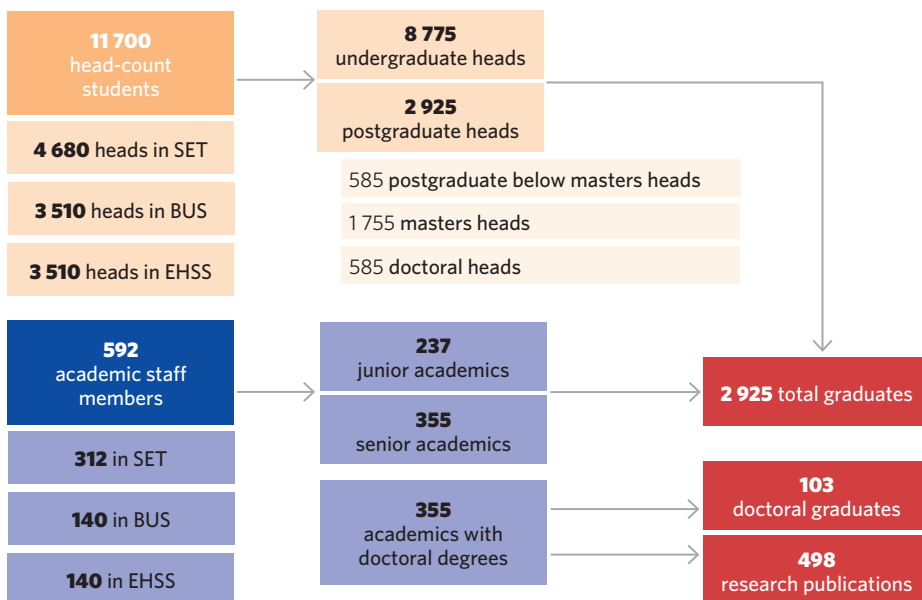 11 700
head-count
students
4 680 heads in SET
3 510 heads in BUS
3 510 heads in EHSS
8 775
undergraduate heads
2 925
postgraduate heads
585 postgraduate below masters heads
1 755 masters heads
585 doctoral heads
592
academic staff
members
312 in SET
140 in BUS
140 in EHSS
237
junior academics
355
senior academics
355
academics with
doctoral degrees
2 925 total graduates
103
doctoral graduates
498
research publications